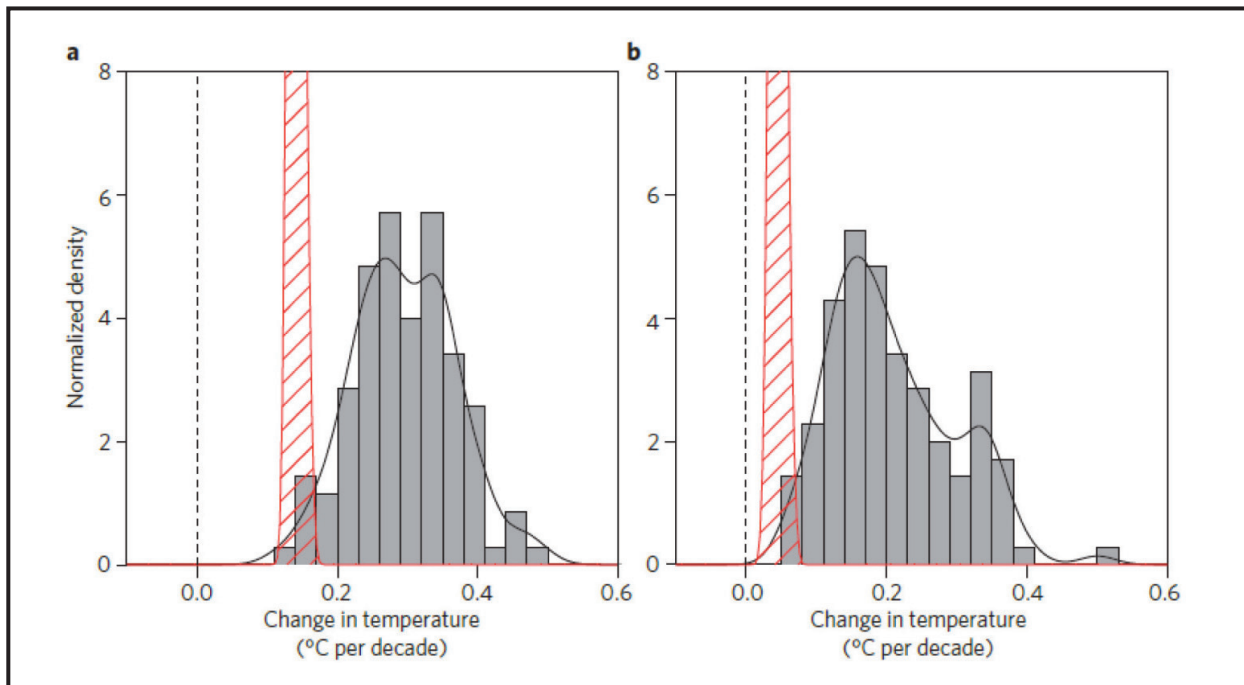 a
8
6
4
2
0
Normalized density
0.0
0.2
0.4
0.6
Change in temperature
(°C per decade)
b
8
6
4
2
0
0.0
0.2
0.4
0.6
Change in temperature
(°C per decade)